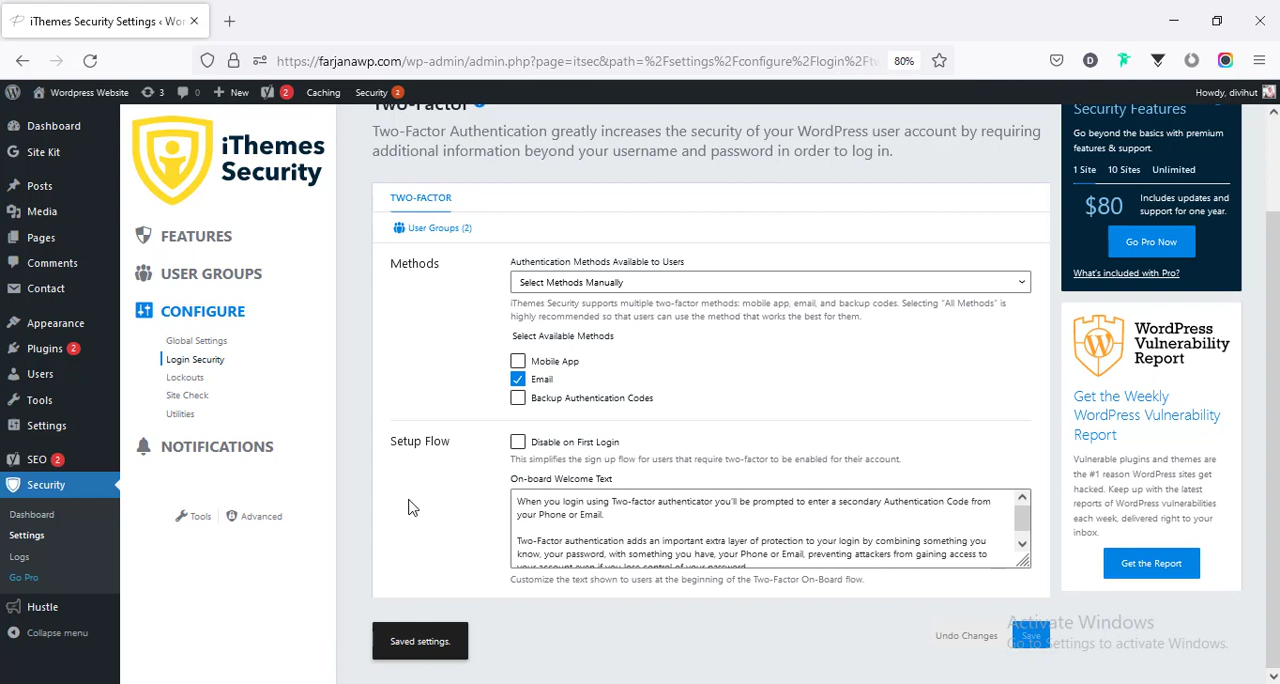 iThemes Security Settings ‹ Wor
https://farjanawp.com/wp-admin/admin.php?page=itsec&path=%2Fsettings%2Fconfigure%2Flogin%2Ftw
80%
Wordpress Website
3
0
New
2
Caching
Security 2
Howdy, divihut
Dashboard
Site Kit
Posts
Media
Pages
Comments
Contact
Appearance
Plugins 2
Users
Tools
Settings
SEO 2
Security
Dashboard
Settings
Logs
Go Pro
Hustle
Collapse menu
iThemes
Security
FEATURES
USER GROUPS
CONFIGURE
Global Settings
Login Security
Lockouts
Site Check
Utilities
NOTIFICATIONS
Tools
Advanced
Two-Factor
Two-Factor Authentication greatly increases the security of your WordPress user account by requiring
additional information beyond your username and password in order to log in.
TWO-FACTOR
User Groups (2)
Methods
Authentication Methods Available to Users
Select Methods Manually
iThemes Security supports multiple two-factor methods: mobile app, email, and backup codes. Selecting "All Methods" is
highly recommended so that users can use the method that works the best for them.
Select Available Methods
Mobile App
Email
Backup Authentication Codes
Setup Flow
Disable on First Login
This simplifies the sign up flow for users that require two-factor to be enabled for their account.
On-board Welcome Text
When you login using Two-factor authenticator you'll be prompted to enter a secondary Authentication Code from
your Phone or Email.
Two-Factor authentication adds an important extra layer of protection to your login by combining something you
know, your password, with something you have, your Phone or Email, preventing attackers from gaining access to
your account even if you lose control of your password.
Customize the text shown to users at the beginning of the Two-Factor On-Board flow.
Saved settings.
Undo Changes
Save
Security Features
Go beyond the basics with premium
features & support.
1 Site
10 Sites
Unlimited
$80
Includes updates and
support for one year.
Go Pro Now
What's included with Pro?
WordPress
Vulnerability
Report
Get the Weekly
WordPress Vulnerability
Report
Vulnerable plugins and themes are
the #1 reason WordPress sites get
hacked. Keep up with the latest
reports of WordPress vulnerabilities
each week, delivered right to your
inbox.
Get the Report
Activate Windows
Go to Settings to activate Windows.